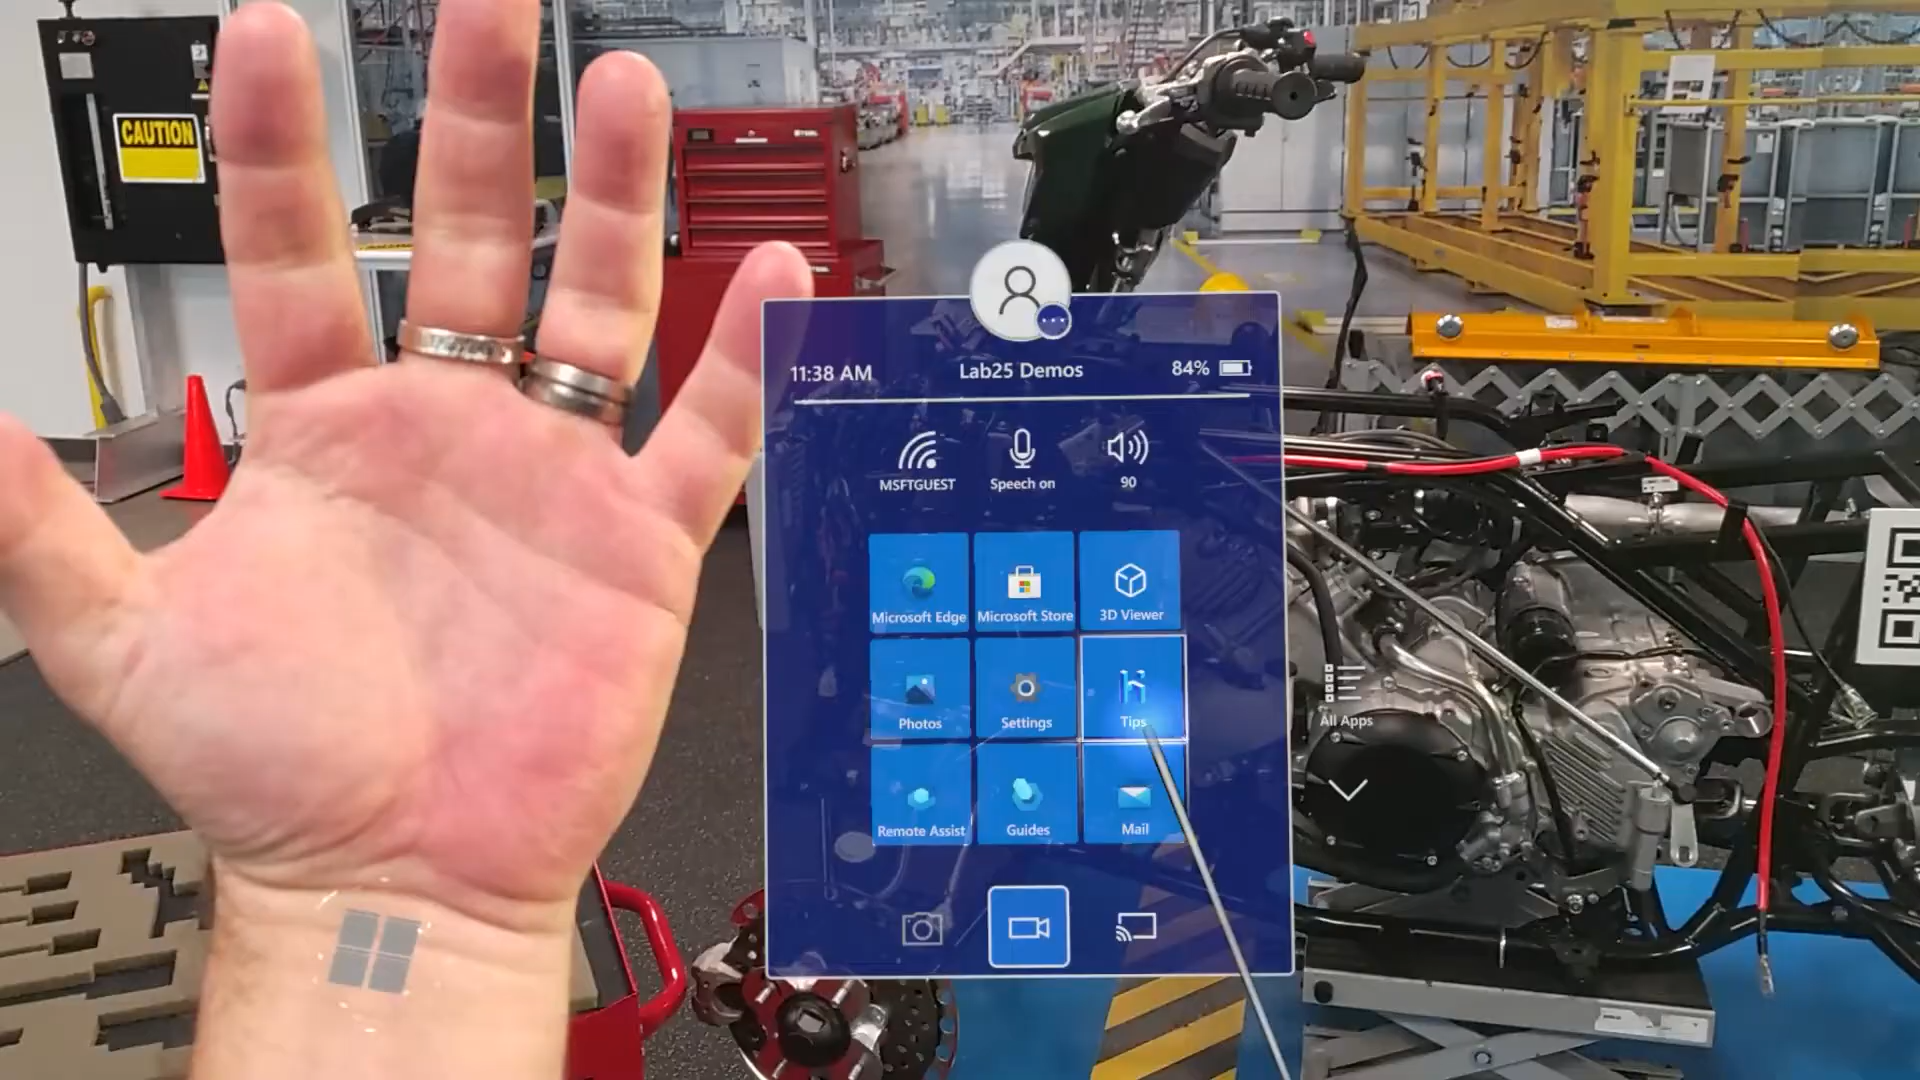 CAUTION
11:38 AM
Lab25 Demos
84%
MSFTGUEST
Speech on
90
Microsoft Edge
Microsoft Store
3D Viewer
Photos
Settings
Tips
All Apps
Remote Assist
Guides
Mail